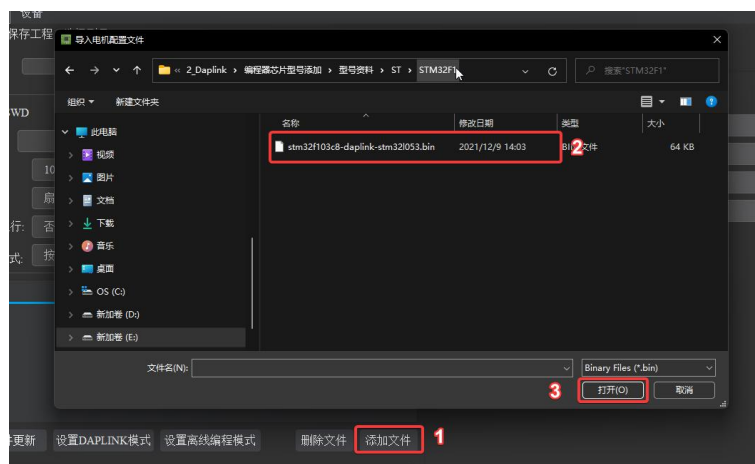 设备
保存工程
导入电机配置文件
« 2_Daplink › 编程器芯片型号添加 › 型号资料 › ST › STM32F1
搜索"STM32F1"
组织 新建文件夹
WD
名称 修改日期 类型 大小
此电脑
stm32f103c8-daplink-stm32l053.bin 2021/12/9 14:03 BI 文件 64 KB
2
视频
10
图片
扇
文档
行: 否
下载
式: 按
音乐
桌面
OS (C:)
新加卷 (D:)
新加卷 (E:)
文件名(N): Binary Files (*.bin)
3 打开(O) 取消
更新 设置DAPLINK模式 设置离线编程模式 删除文件 添加文件 1